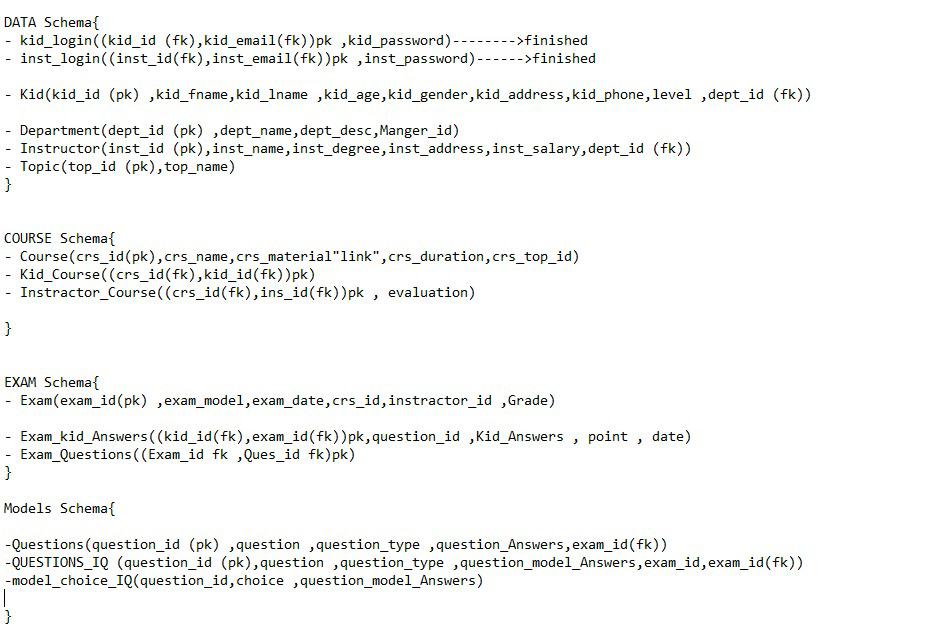 DATA Schema{
- kid_login((kid_id (fk),kid_email(fk))pk ,kid_password)-------->finished
- inst_login((inst_id(fk),inst_email(fk))pk ,inst_password)------>finished
- Kid(kid_id (pk) ,kid_fname,kid_lname ,kid_age,kid_gender,kid_address,kid_phone,level ,dept_id (fk))
- Department(dept_id (pk) ,dept_name,dept_desc,Manger_id)
- Instructor(inst_id (pk),inst_name,inst_degree,inst_address,inst_salary,dept_id (fk))
- Topic(top_id (pk),top_name)
}
COURSE Schema{
- Course(crs_id(pk),crs_name,crs_material"link",crs_duration,crs_top_id)
- Kid_Course((crs_id(fk),kid_id(fk))pk)
- Instractor_Course((crs_id(fk),ins_id(fk))pk , evaluation)
}
EXAM Schema{
- Exam(exam_id(pk) ,exam_model,exam_date,crs_id,instractor_id ,Grade)
- Exam_kid_Answers((kid_id(fk),exam_id(fk))pk,question_id ,Kid_Answers , point , date)
- Exam_Questions((Exam_id fk ,Ques_id fk)pk)
}
Models Schema{
-Questions(question_id (pk) ,question ,question_type ,question_Answers,exam_id(fk))
-QUESTIONS_IQ (question_id (pk),question ,question_type ,question_model_Answers,exam_id,exam_id(fk))
-model_choice_IQ(question_id,choice ,question_model_Answers)
}